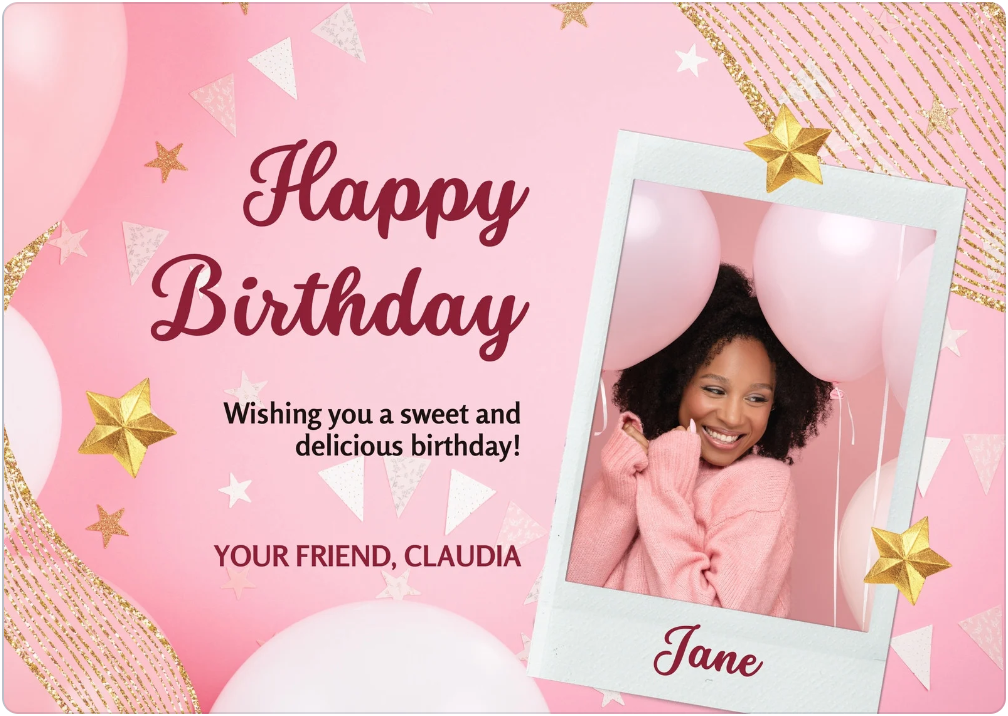 Happy
Birthday
Wishing you a sweet and
delicious birthday!
YOUR FRIEND, CLAUDIA
Jane